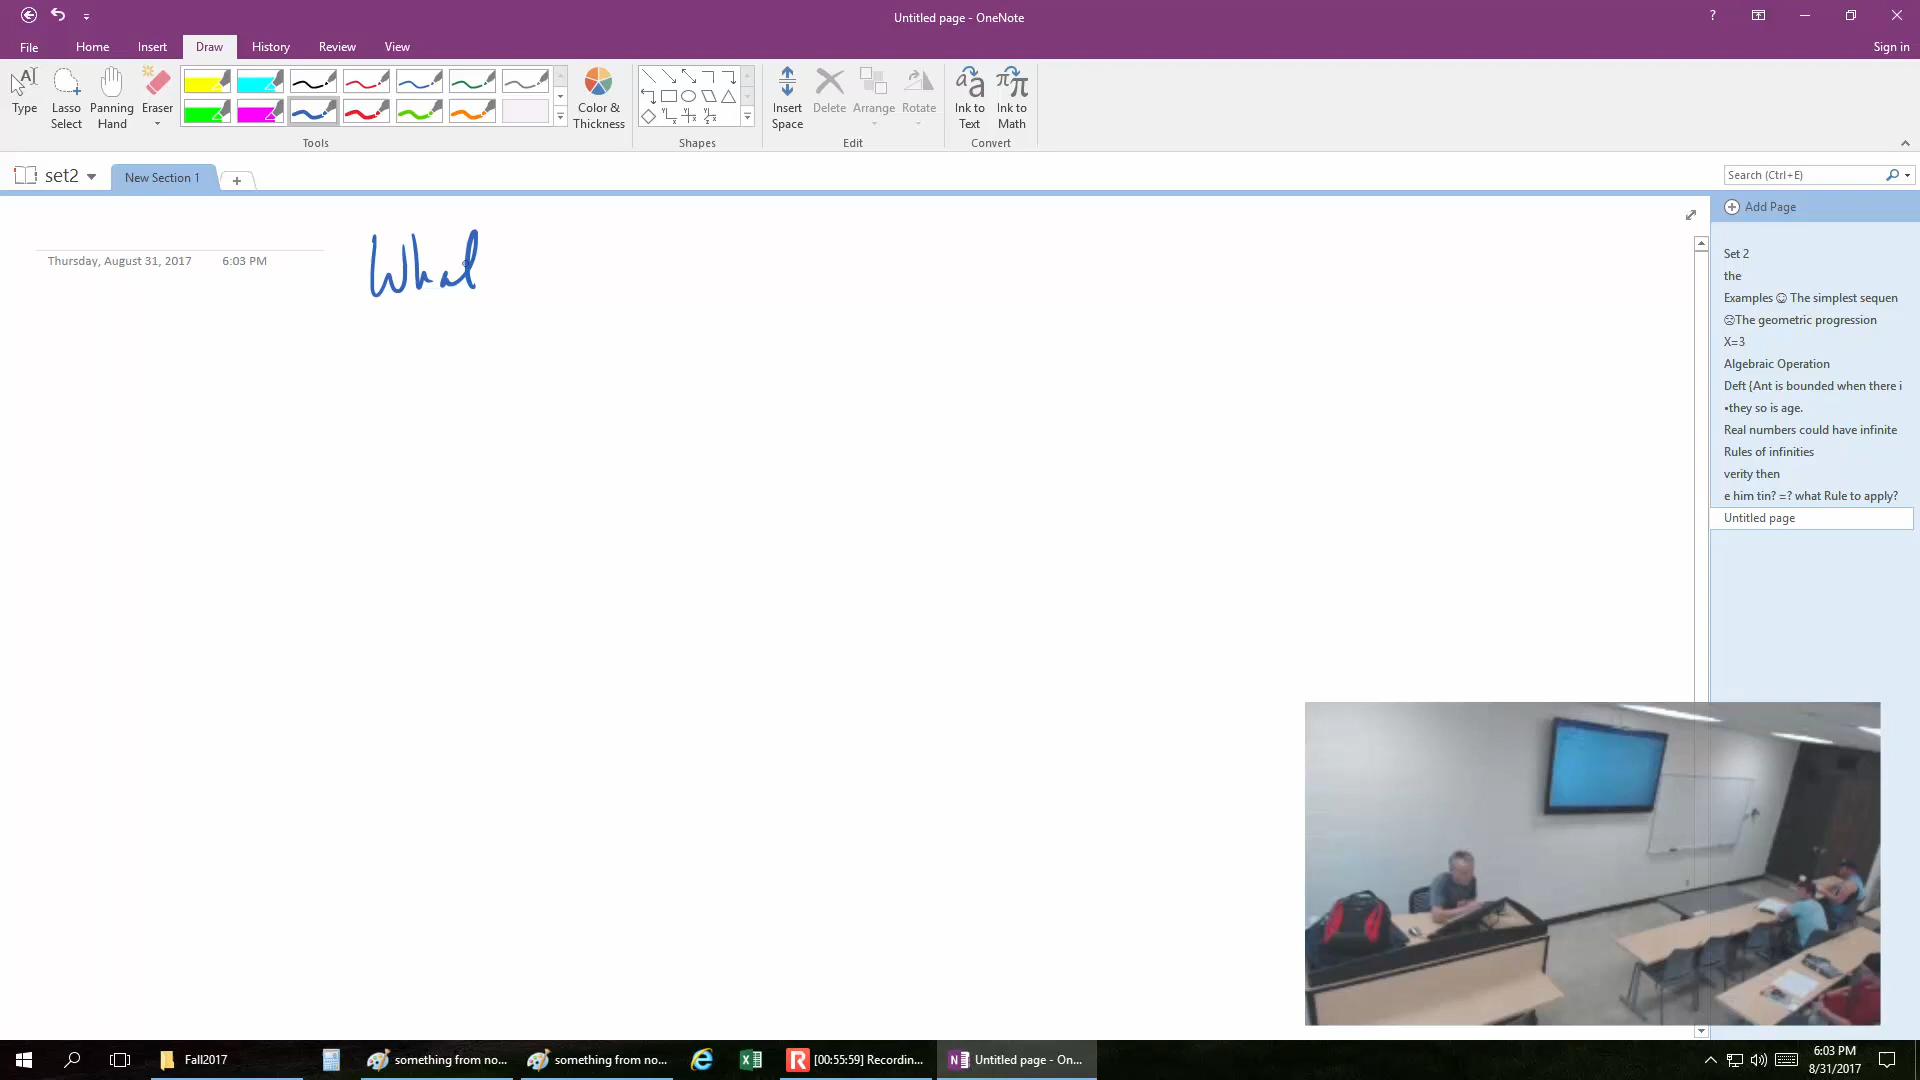 Untitled page - OneNote
?
File
Home
Insert
Draw
History
Review
View
Sign in
Type
Lasso Select
Panning Hand
Eraser
Color & Thickness
Insert Space
Delete
Arrange
Rotate
Ink to Text
Ink to Math
Tools
Shapes
Edit
Convert
set2
New Section 1
Search (Ctrl+E)
Add Page
What
Thursday, August 31, 2017 6:03 PM
Set 2
the
Examples ☺ The simplest sequen
☹The geometric progression
X=3
Algebraic Operation
Deft {Ant is bounded when there i
•they so is age.
Real numbers could have infinite
Rules of infinities
verity then
e him tin? =? what Rule to apply?
Untitled page
Fall2017
something from no...
something from no...
[00:55:59] Recordin...
Untitled page - On...
6:03 PM
8/31/2017